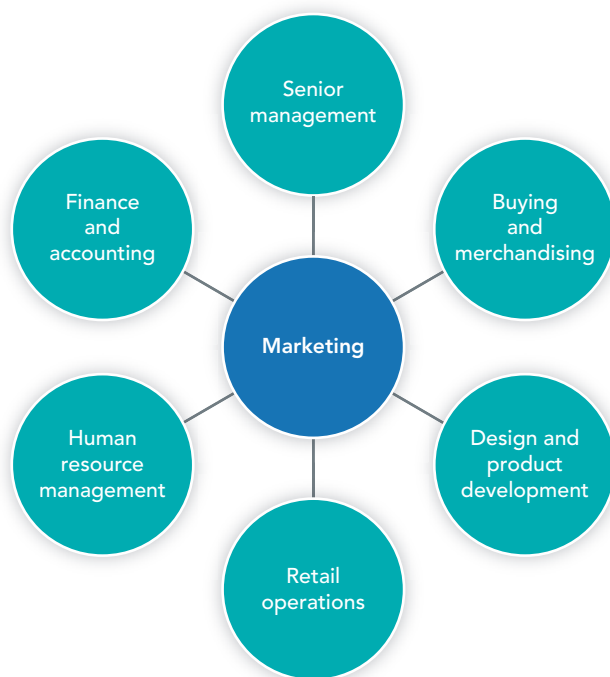 Senior
management
Finance
and
accounting
Buying
and
merchandising
Marketing
Human
resource
management
Design and
product
development
Retail
operations